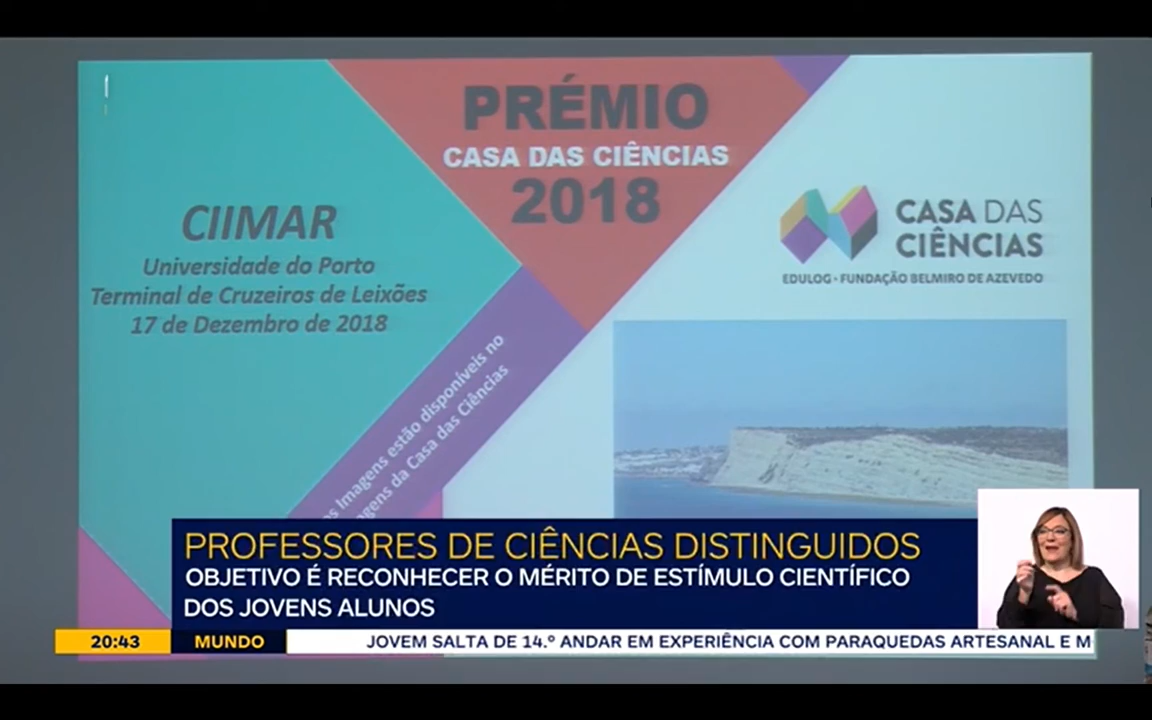 PRÉMIO
CASA DAS CIÊNCIAS
2018
CIIMAR
Universidade do Porto
Terminal de Cruzeiros de Leixões
17 de Dezembro de 2018
CASA DAS
CIÊNCIAS
EDULOG · FUNDAÇÃO BELMIRO DE AZEVEDO
Imagens estão disponíveis no
da Casa das Ciências
PROFESSORES DE CIÊNCIAS DISTINGUIDOS
OBJETIVO É RECONHECER O MÉRITO DE ESTÍMULO CIENTÍFICO
DOS JOVENS ALUNOS
20:43 MUNDO JOVEM SALTA DE 14.º ANDAR EM EXPERIÊNCIA COM PARAQUEDAS ARTESANAL E